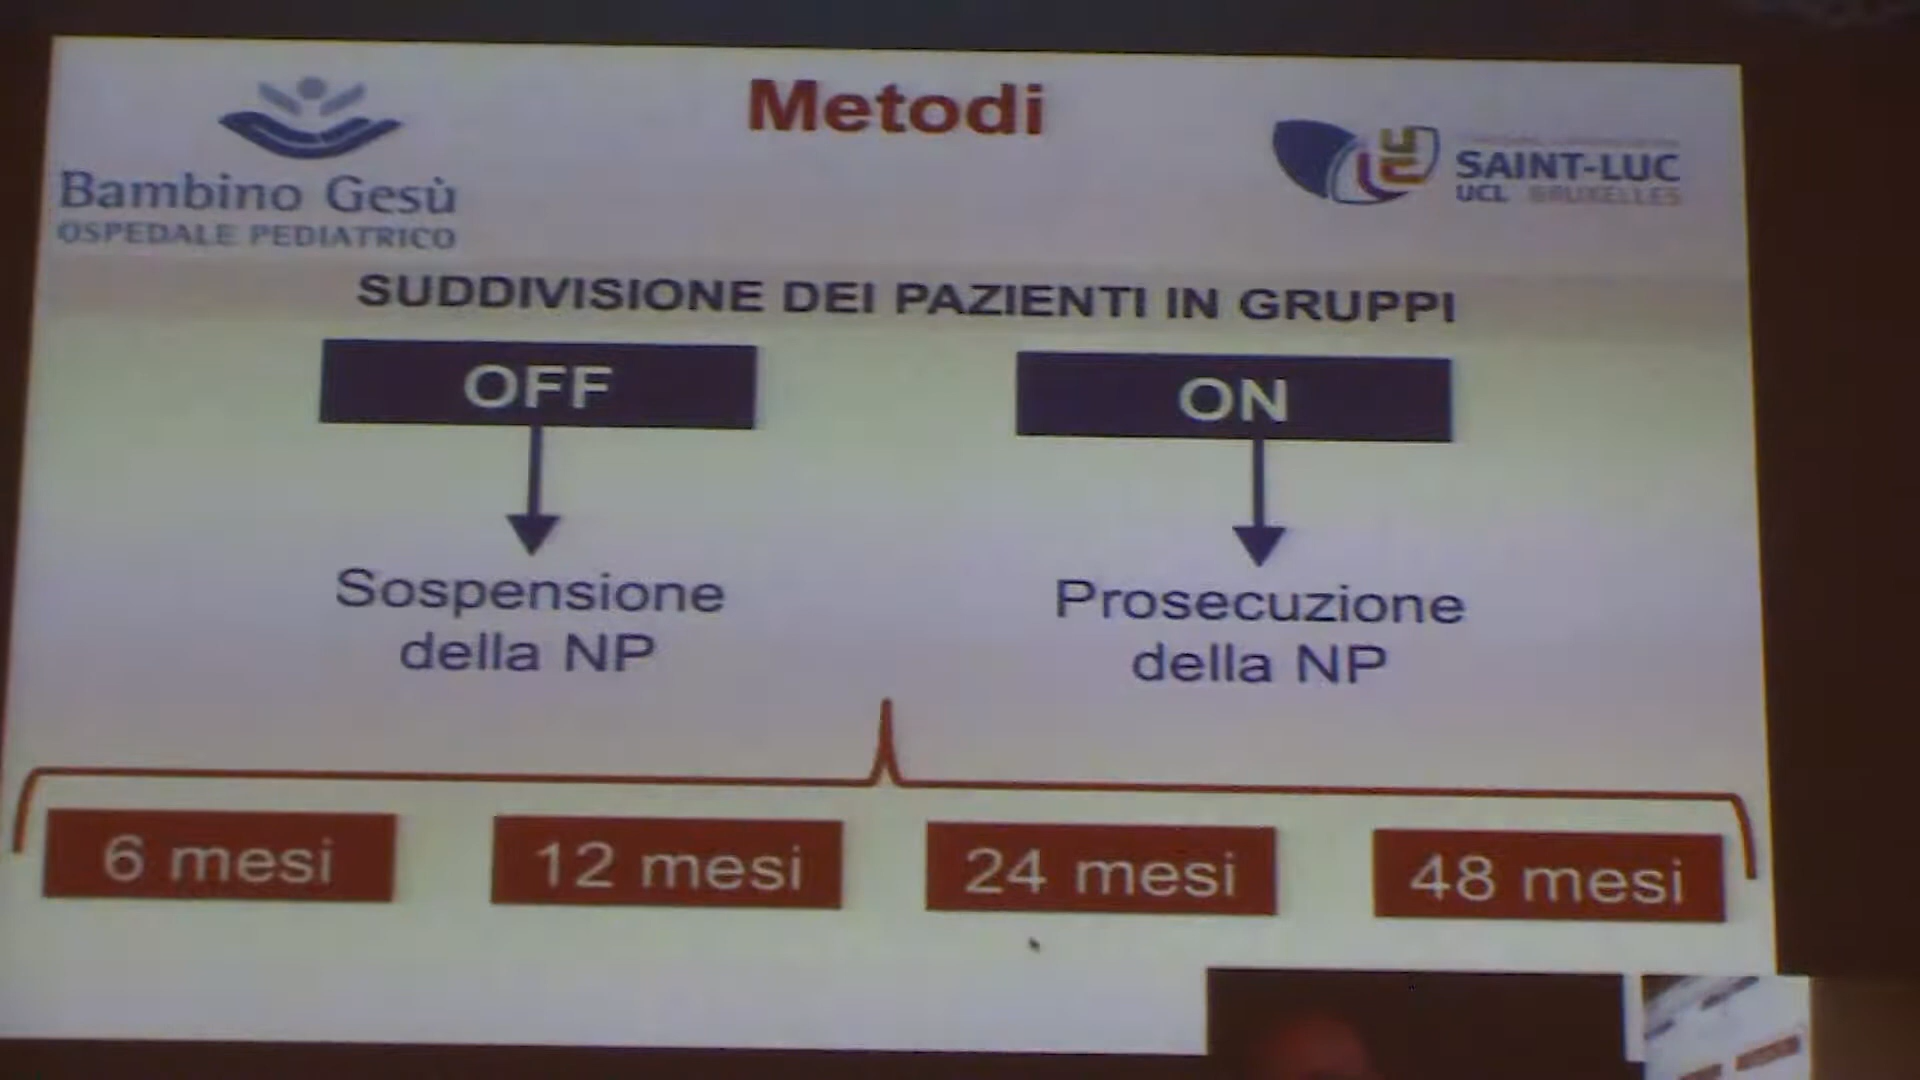 Metodi
Bambino Gesù
OSPEDALE PEDIATRICO
SAINT-LUC
UCL BRUXELLES
SUDDIVISIONE DEI PAZIENTI IN GRUPPI
OFF
ON
Sospensione
della NP
Prosecuzione
della NP
6 mesi
12 mesi
24 mesi
48 mesi